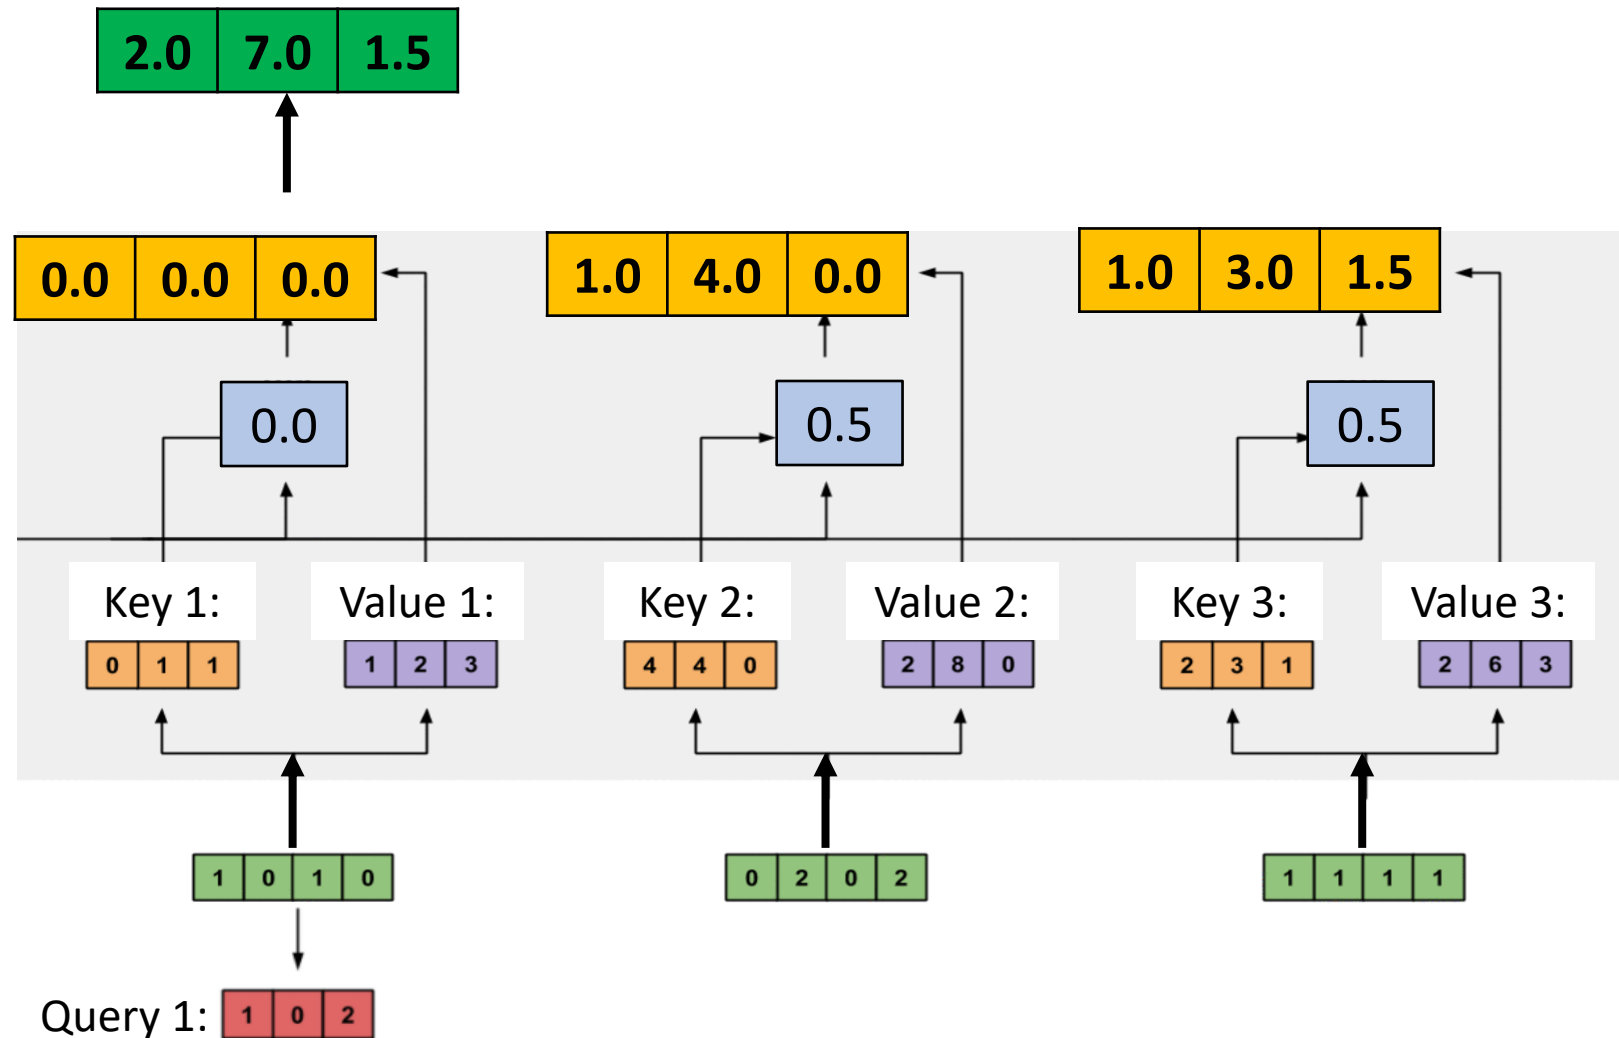 2.0 7.0 1.5
0.0 0.0 0.0 1.0 4.0 0.0 1.0 3.0 1.5
0.0 0.5 0.5
Key 1: Value 1: Key 2: Value 2: Key 3: Value 3:
0 1 1 1 2 3 4 4 0 2 8 0 2 3 1 2 6 3
1 0 1 0 0 2 0 2 1 1 1 1
Query 1: 1 0 2